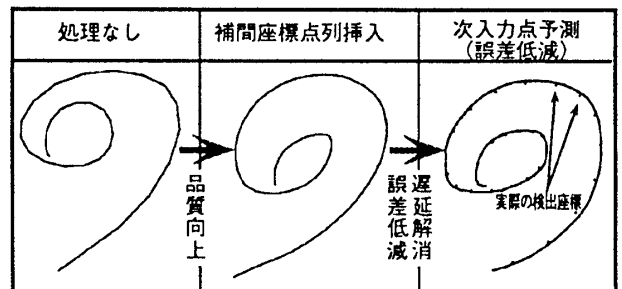 処理なし
補間座標点列挿入
次入力点予測
(誤差低減)
品質向上
遅延解消
誤差低減
実際の検出座標